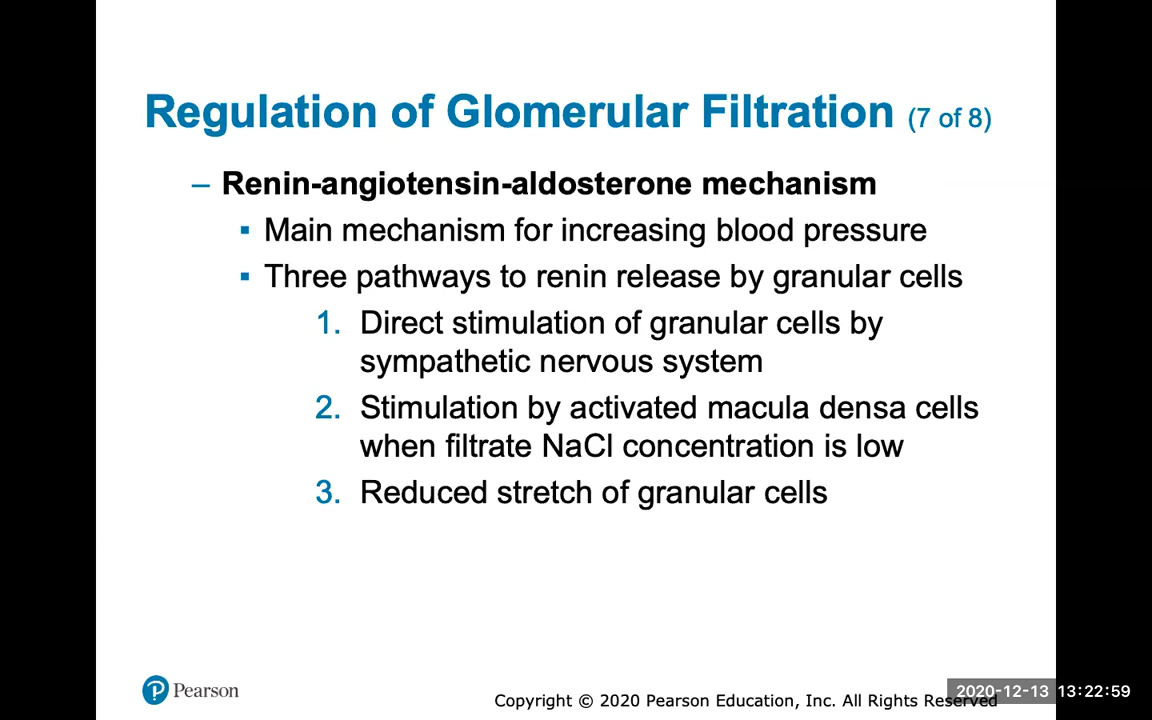 Regulation of Glomerular Filtration (7 of 8)
– Renin-angiotensin-aldosterone mechanism
▪ Main mechanism for increasing blood pressure
▪ Three pathways to renin release by granular cells
1. Direct stimulation of granular cells by
sympathetic nervous system
2. Stimulation by activated macula densa cells
when filtrate NaCl concentration is low
3. Reduced stretch of granular cells
Pearson
Copyright © 2020 Pearson Education, Inc. All Rights Reserved
2020-12-13 13:22:59